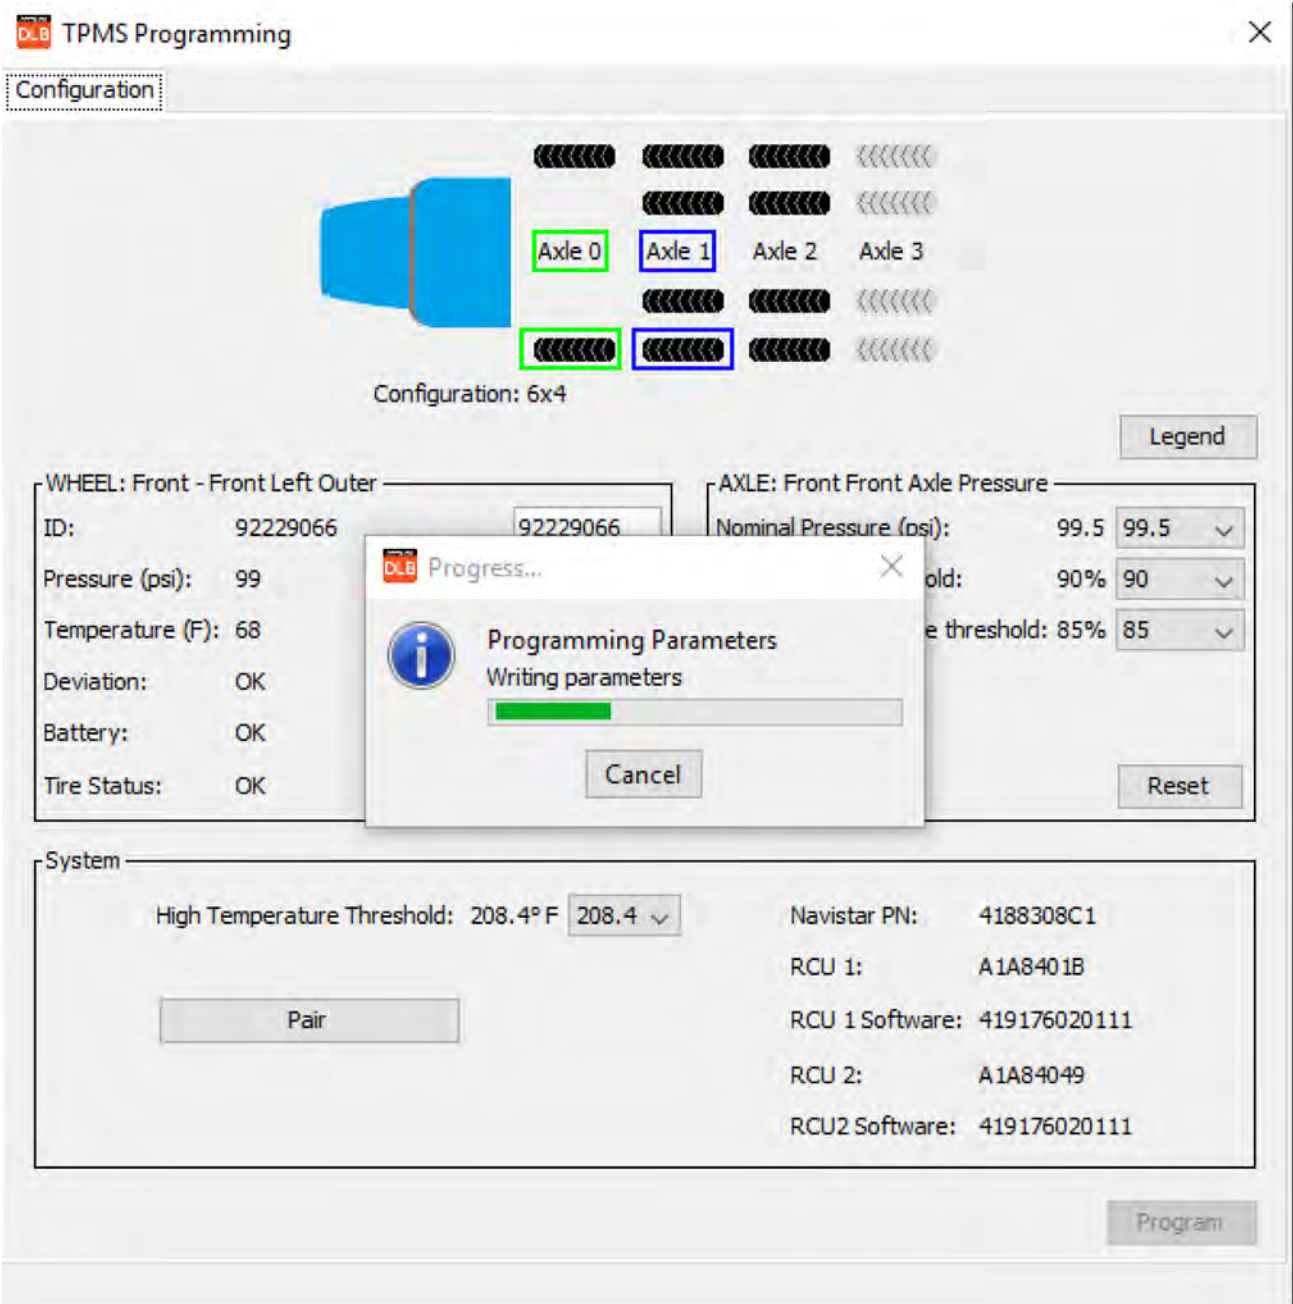 DLB TPMS Programming
Configuration
Axle 0 Axle 1 Axle 2 Axle 3
Configuration: 6x4
Legend
WHEEL: Front - Front Left Outer
ID: 92229066 92229066
Pressure (psi): 99
Temperature (F): 68
Deviation: OK
Battery: OK
Tire Status: OK
AXLE: Front Front Axle Pressure
Nominal Pressure (psi): 99.5 99.5
old: 90% 90
e threshold: 85% 85
Reset
DLB Progress...
Programming Parameters
Writing parameters
Cancel
System
High Temperature Threshold: 208.4° F 208.4
Pair
Navistar PN: 4188308C1
RCU 1: A1A8401B
RCU 1 Software: 419176020111
RCU 2: A1A84049
RCU2 Software: 419176020111
Program